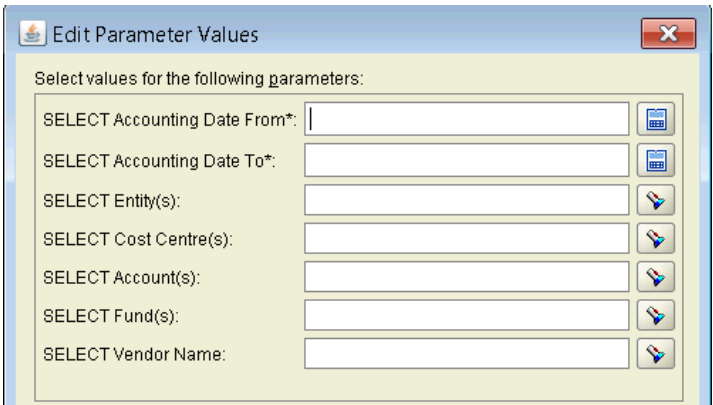 Edit Parameter Values
Select values for the following parameters:
SELECT Accounting Date From*:
SELECT Accounting Date To*:
SELECT Entity(s):
SELECT Cost Centre(s):
SELECT Account(s):
SELECT Fund(s):
SELECT Vendor Name: